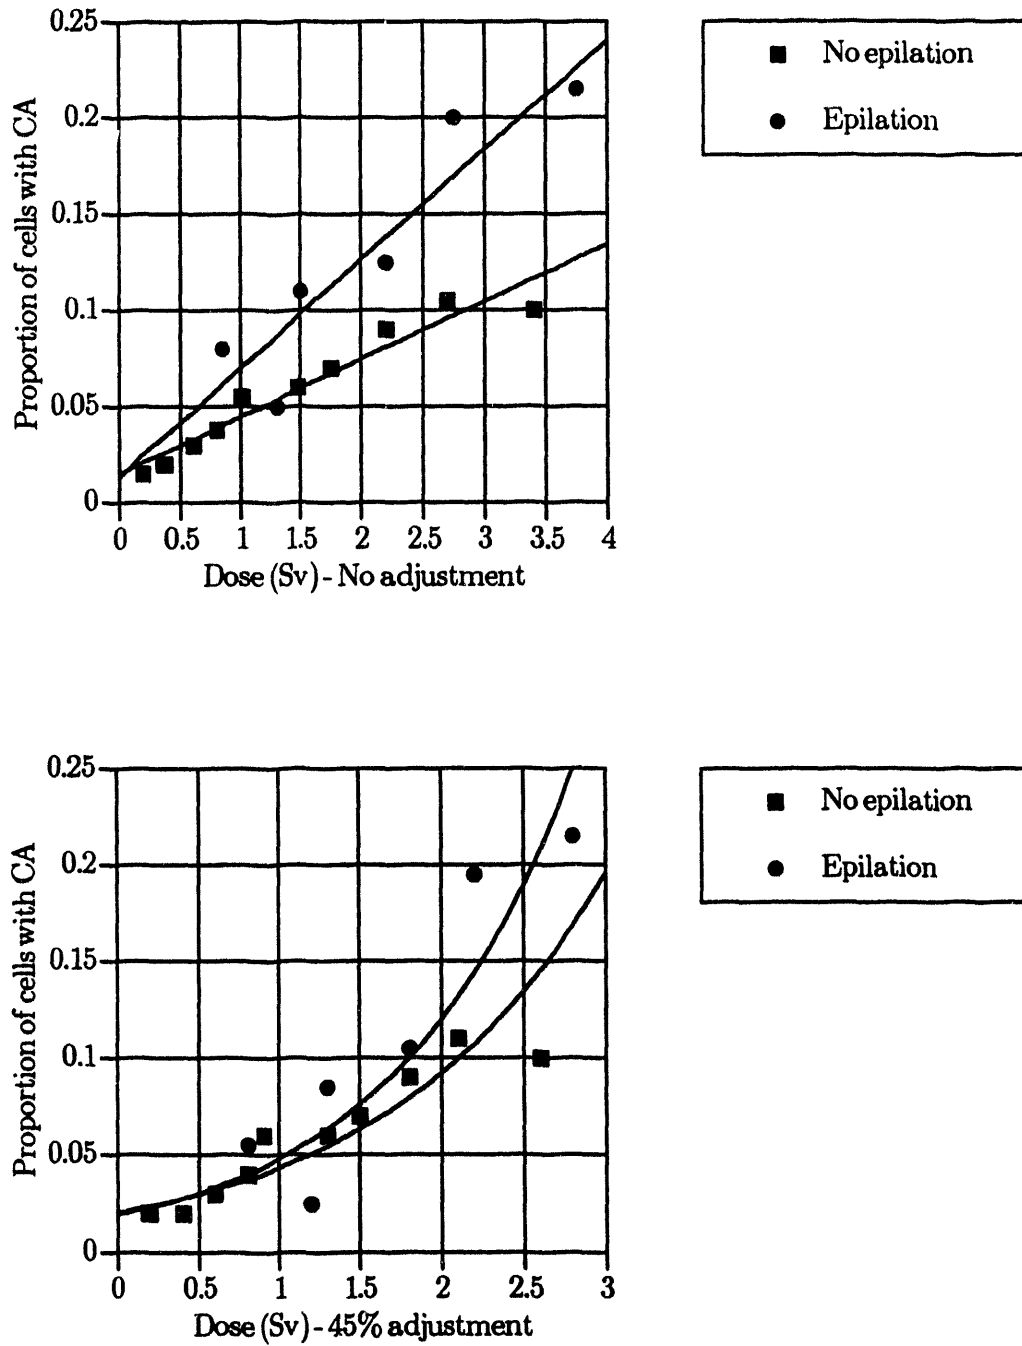 0.25
0.2
0.15
0.1
0.05
0
Proportion of cells with CA
0 0.5 1 1.5 2 2.5 3 3.5 4
Dose (Sv) - No adjustment
No epilation
Epilation
0.25
0.2
0.15
0.1
0.05
0
Proportion of cells with CA
0 0.5 1 1.5 2 2.5 3
Dose (Sv) - 45% adjustment
No epilation
Epilation